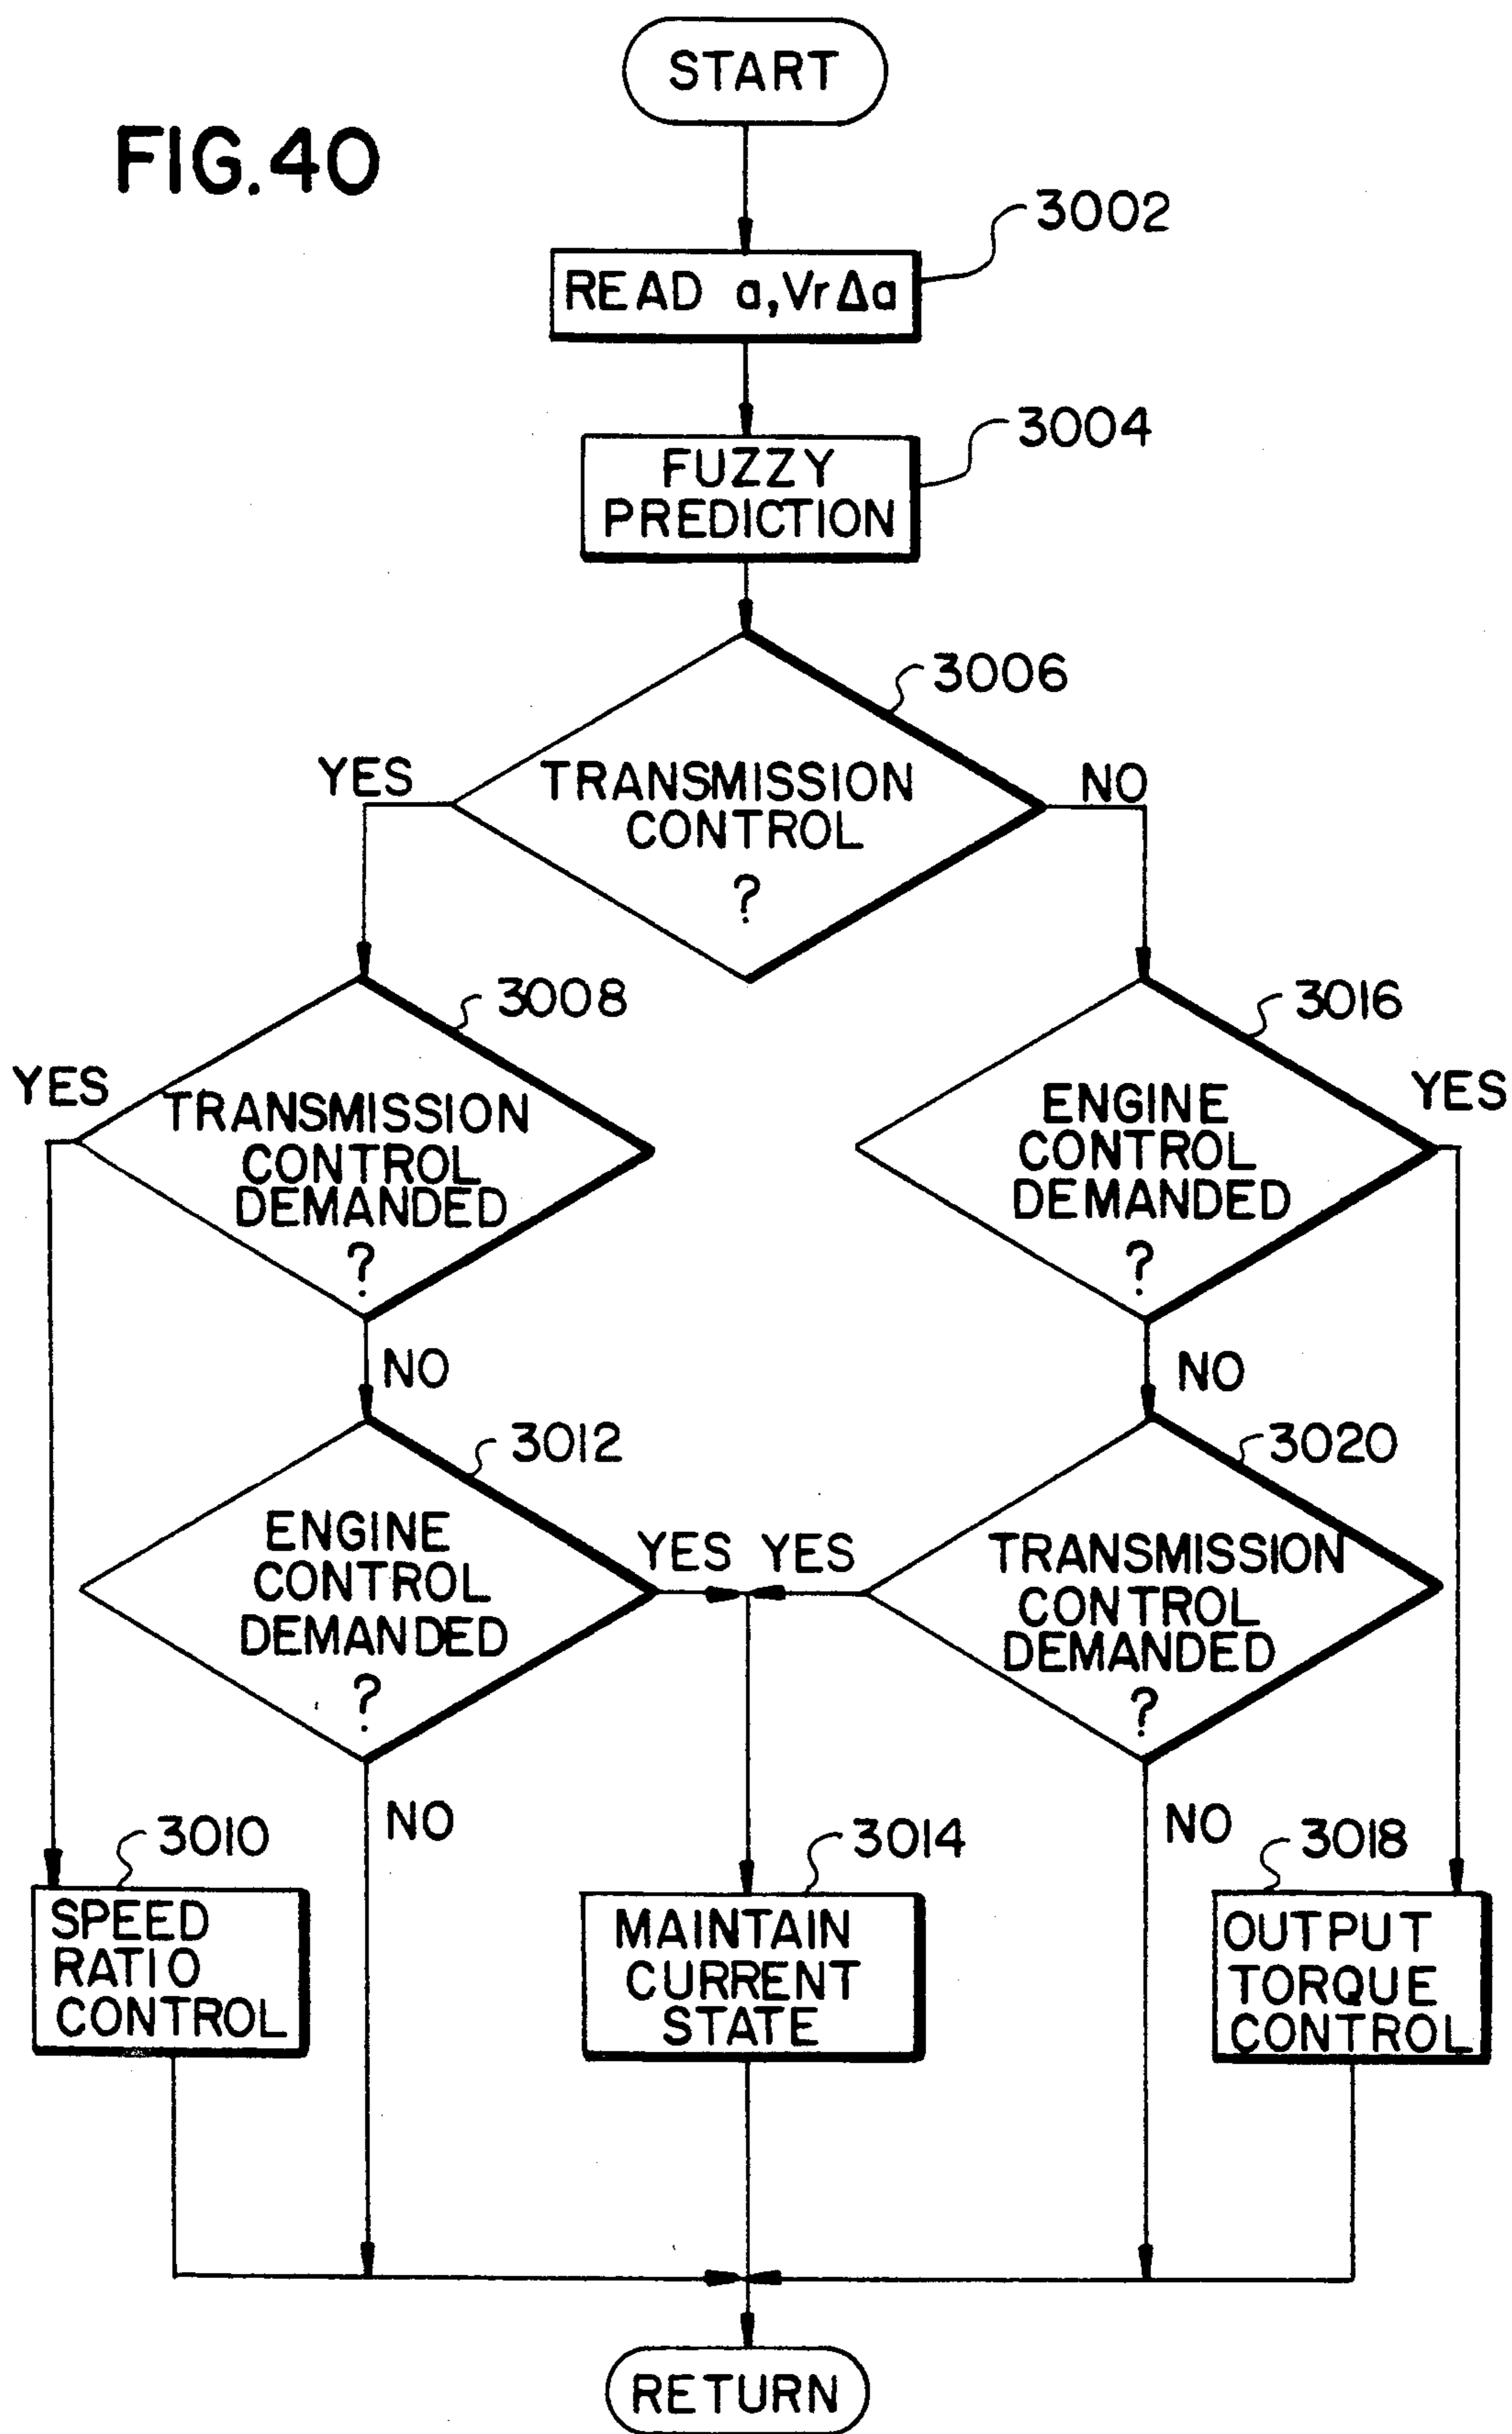 START
FIG.40
3002
READ a,VrΔa
3004
FUZZY
PREDICTION
3006
YES
TRANSMISSION
CONTROL
?
NO
3008
3016
YES
TRANSMISSION
CONTROL
DEMANDED
?
ENGINE
CONTROL
DEMANDED
?
YES
NO
NO
3012
3020
ENGINE
CONTROL
DEMANDED
?
YES
YES
TRANSMISSION
CONTROL
DEMANDED
?
NO
NO
3010
3014
3018
SPEED
RATIO
CONTROL
MAINTAIN
CURRENT
STATE
OUTPUT
TORQUE
CONTROL
RETURN